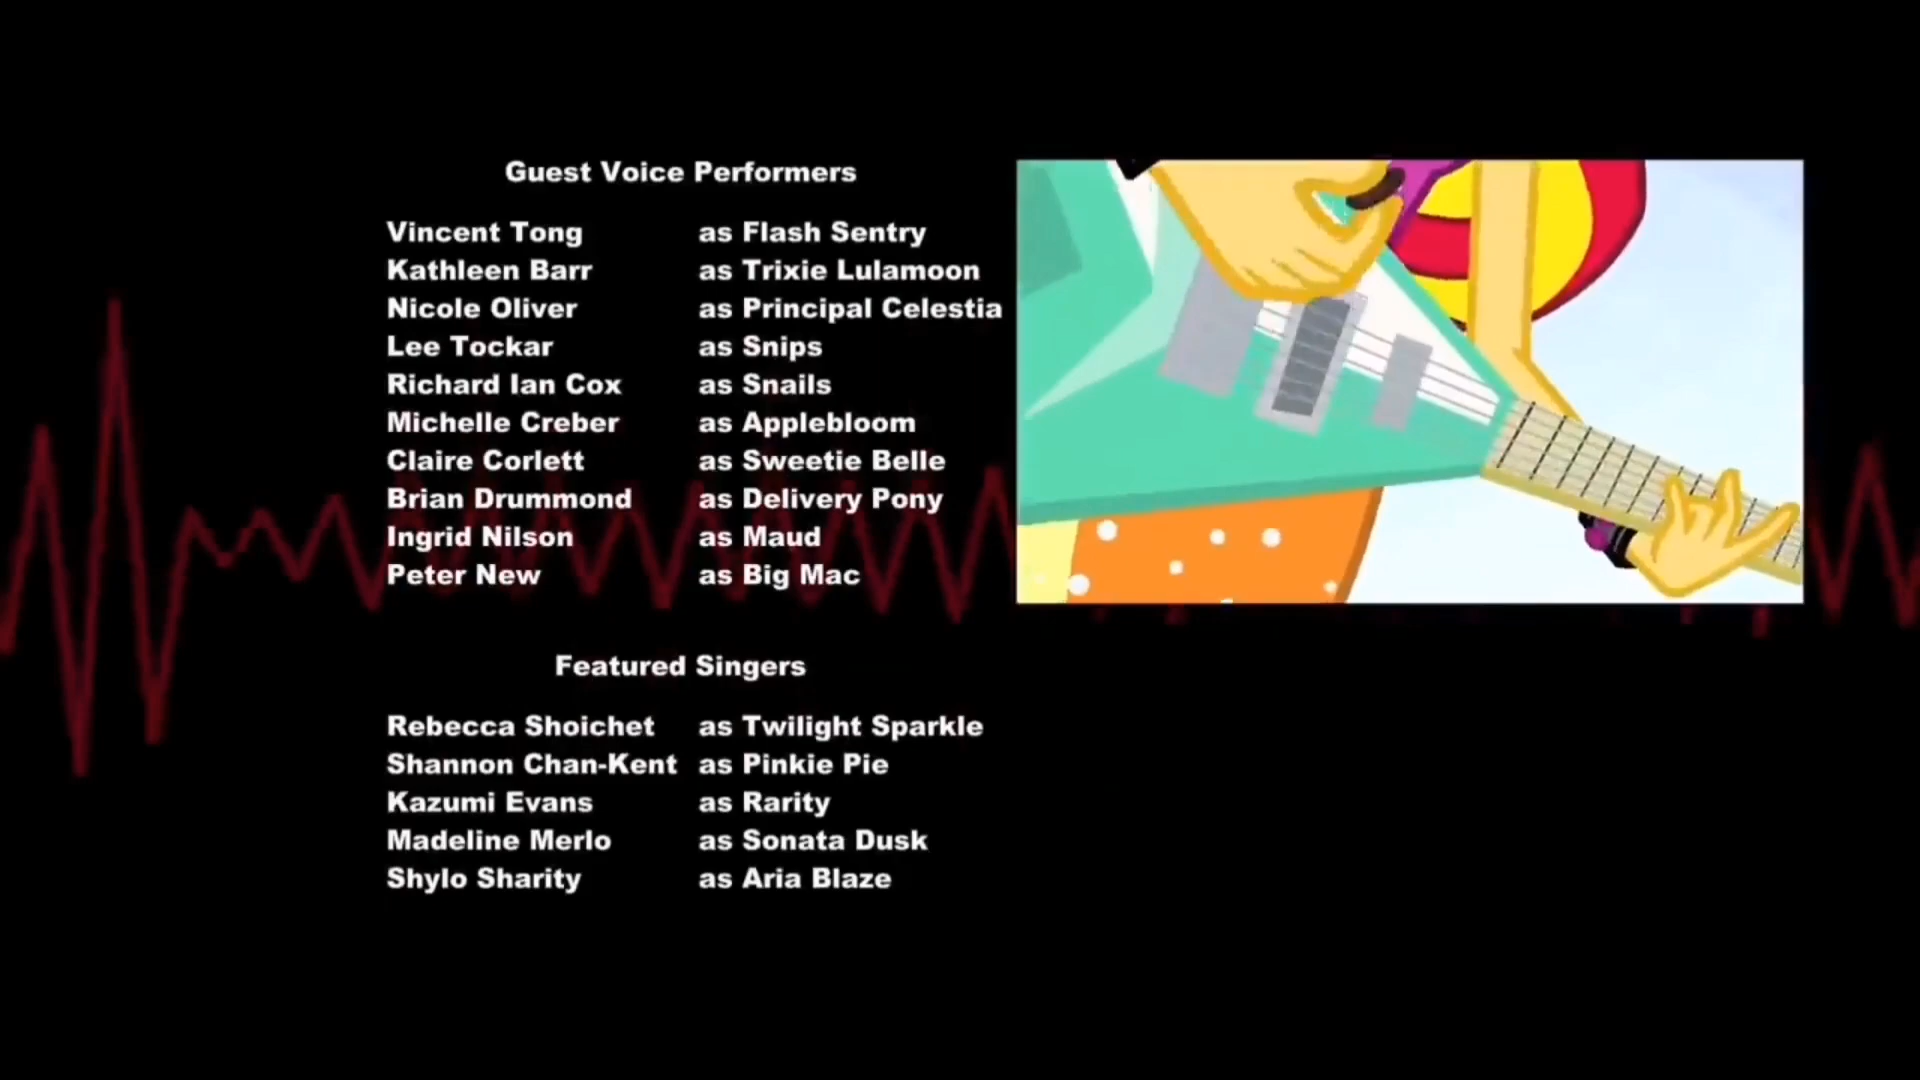 Guest Voice Performers
Vincent Tong as Flash Sentry
Kathleen Barr as Trixie Lulamoon
Nicole Oliver as Principal Celestia
Lee Tockar as Snips
Richard Ian Cox as Snails
Michelle Creber as Applebloom
Claire Corlett as Sweetie Belle
Brian Drummond as Delivery Pony
Ingrid Nilson as Maud
Peter New as Big Mac
Featured Singers
Rebecca Shoichet as Twilight Sparkle
Shannon Chan-Kent as Pinkie Pie
Kazumi Evans as Rarity
Madeline Merlo as Sonata Dusk
Shylo Sharity as Aria Blaze